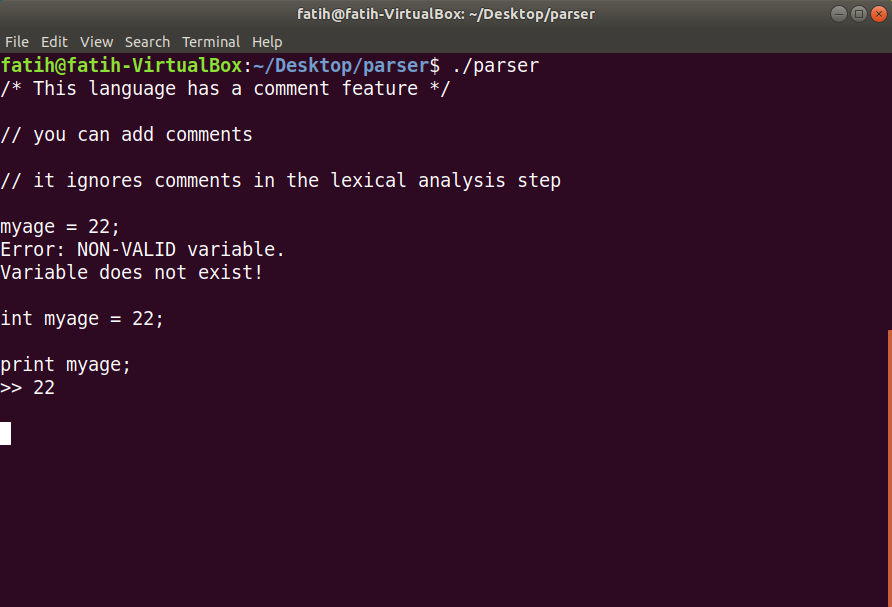 fatih@fatih-VirtualBox: ~/Desktop/parser
File Edit View Search Terminal Help
fatih@fatih-VirtualBox:~/Desktop/parser$ ./parser
/* This language has a comment feature */
// you can add comments
// it ignores comments in the lexical analysis step
myage = 22;
Error: NON-VALID variable.
Variable does not exist!
int myage = 22;
print myage;
>> 22